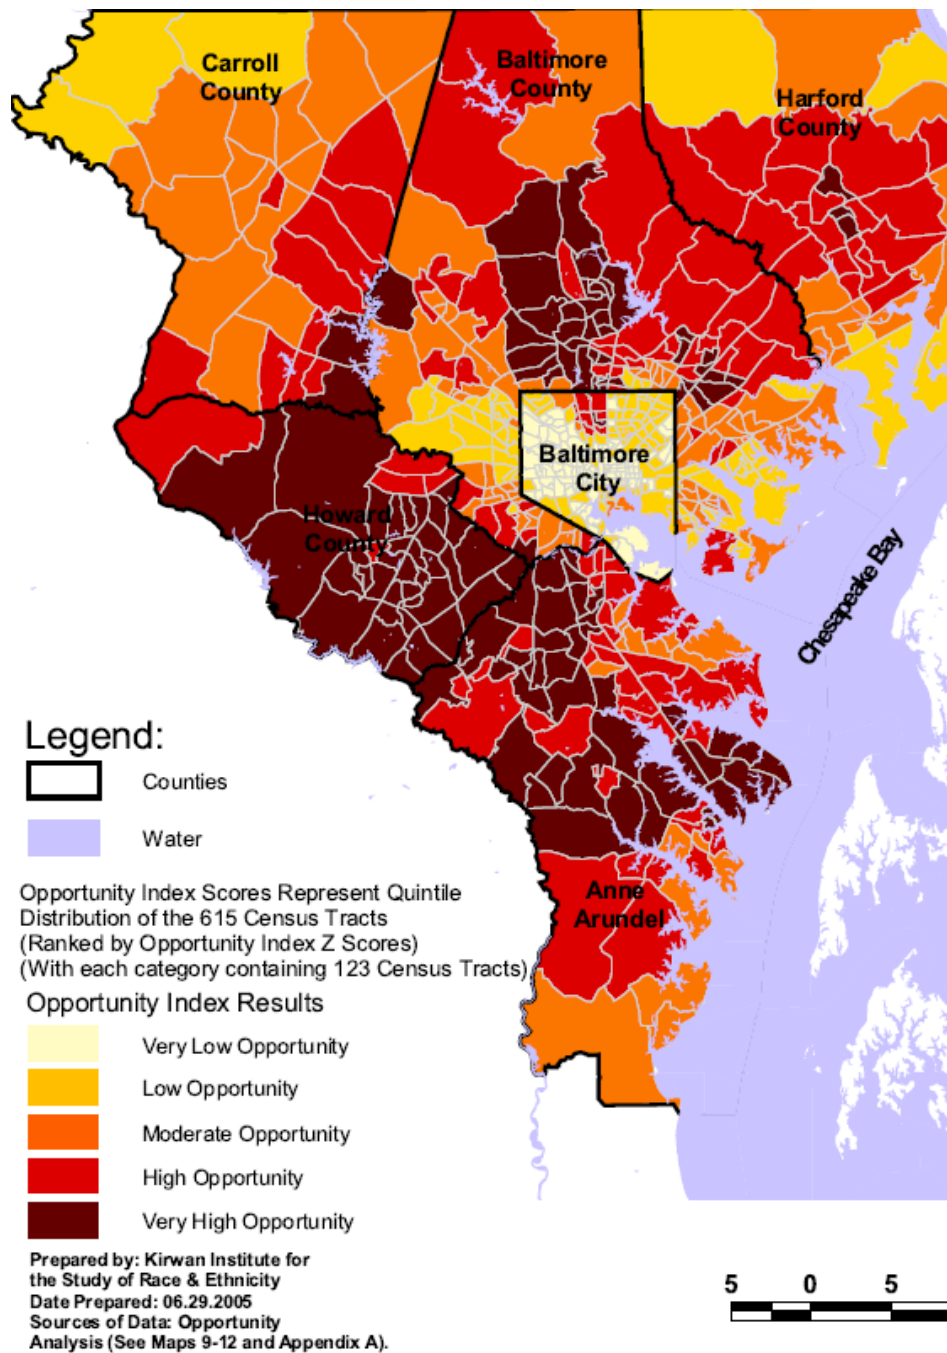 Carroll
County
Baltimore
County
Harford
County
Baltimore
City
Howard
County
Chesapeake Bay
Anne
Arundel
Legend:
Counties
Water
Opportunity Index Scores Represent Quintile
Distribution of the 615 Census Tracts
(Ranked by Opportunity Index Z Scores)
(With each category containing 123 Census Tracts)
Opportunity Index Results
Very Low Opportunity
Low Opportunity
Moderate Opportunity
High Opportunity
Very High Opportunity
Prepared by: Kirwan Institute for
the Study of Race & Ethnicity
Date Prepared: 06.29.2005
Sources of Data: Opportunity
Analysis (See Maps 9-12 and Appendix A).
5 0 5